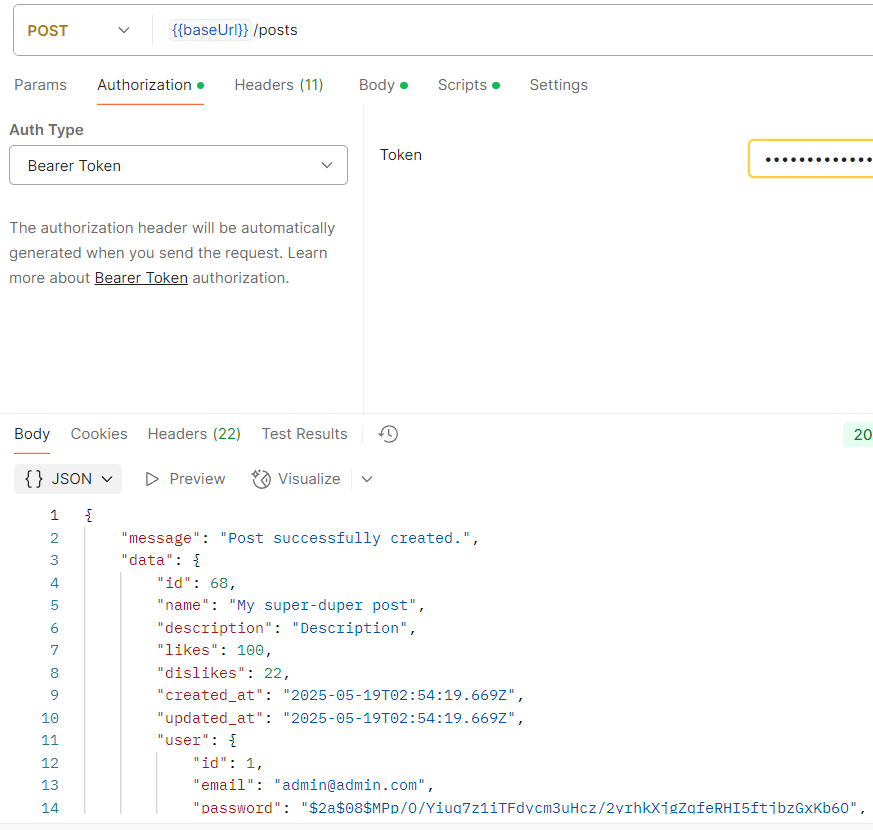 POST {{baseUrl}} /posts
Params Authorization Headers (11) Body Scripts Settings
Auth Type
Bearer Token
Token
The authorization header will be automatically
generated when you send the request. Learn
more about Bearer Token authorization.
Body Cookies Headers (22) Test Results 20
{} JSON Preview Visualize
1 {
2 "message": "Post successfully created.",
3 "data": {
4 "id": 68,
5 "name": "My super-duper post",
6 "description": "Description",
7 "likes": 100,
8 "dislikes": 22,
9 "created_at": "2025-05-19T02:54:19.669Z",
10 "updated_at": "2025-05-19T02:54:19.669Z",
11 "user": {
12 "id": 1,
13 "email": "admin@admin.com",
14 "password":